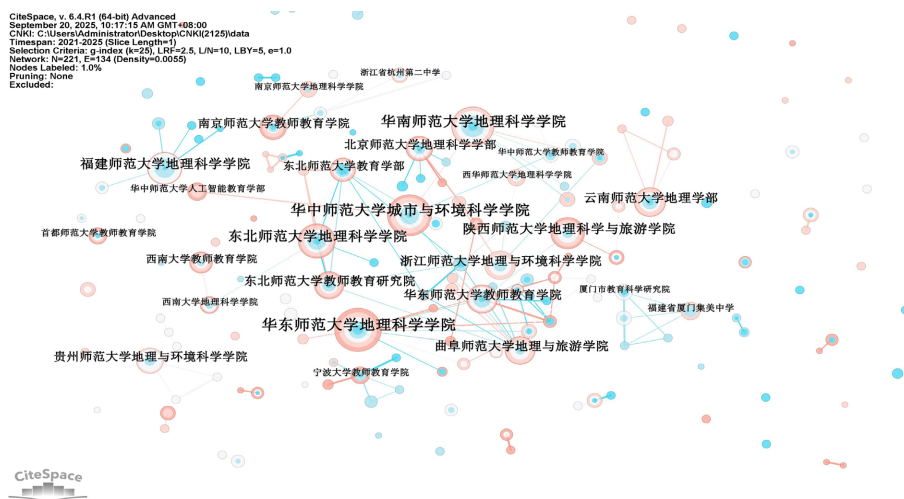 CiteSpace, v. 6.4.R1 (64-bit) Advanced
September 20, 2025, 10:17:15 AM GMT+08:00
CNKI: C:\Users\Administrator\Desktop\CNKI(2125)\data
Timespan: 2021-2025 (Slice Length=1)
Selection Criteria: g-index (k=25), LRF=2.5, L/N=10, LBY=5, e=1.0
Network: N=221, E=134 (Density=0.0055)
Nodes Labeled: 1.0%
Pruning: None
Excluded:
浙江省杭州第二中学
南京师范大学地理科学学院
南京师范大学教师教育学院
华南师范大学地理科学学院
北京师范大学地理科学学部
华中师范大学教师教育学院
福建师范大学地理科学学院
东北师范大学教育学部
西华师范大学地理科学学院
华中师范大学人工智能教育学部
云南师范大学地理学部
华中师范大学城市与环境科学学院
首都师范大学教师教育学院
东北师范大学地理科学学院
陕西师范大学地理科学与旅游学院
西南大学教师教育学院
浙江师范大学地理与环境科学学院
东北师范大学教师教育研究院
华东师范大学教师教育学院
厦门市教育科学研究院
西南大学地理科学学院
福建省厦门集美中学
华东师范大学地理科学学院
曲阜师范大学地理与旅游学院
贵州师范大学地理与环境科学学院
宁波大学教师教育学院
CiteSpace